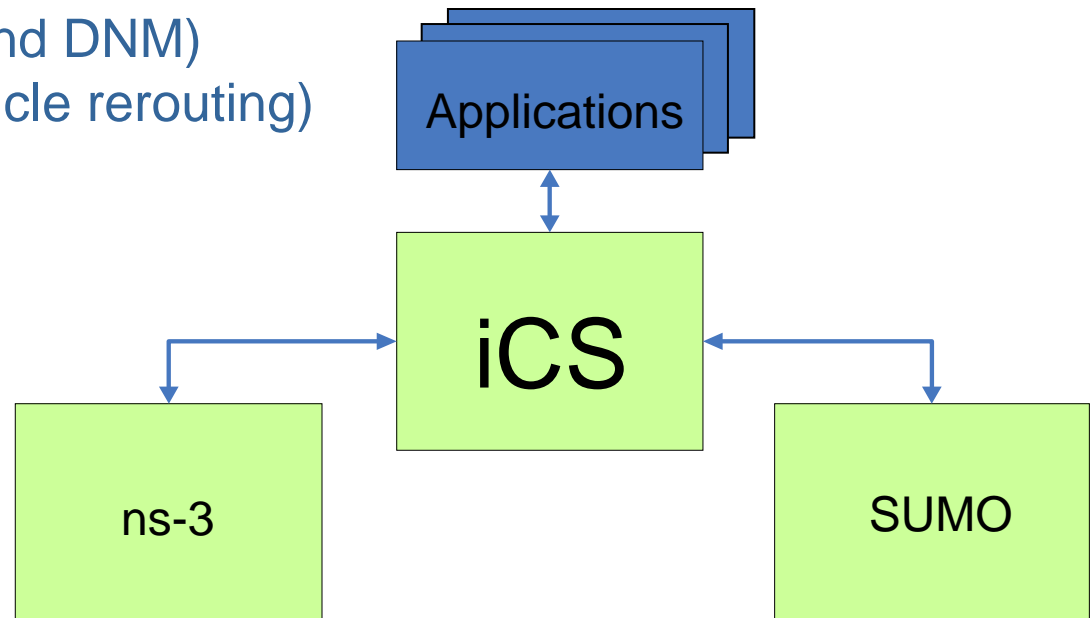 nd DNM)
cle rerouting)
Applications
iCS
ns-3
SUMO